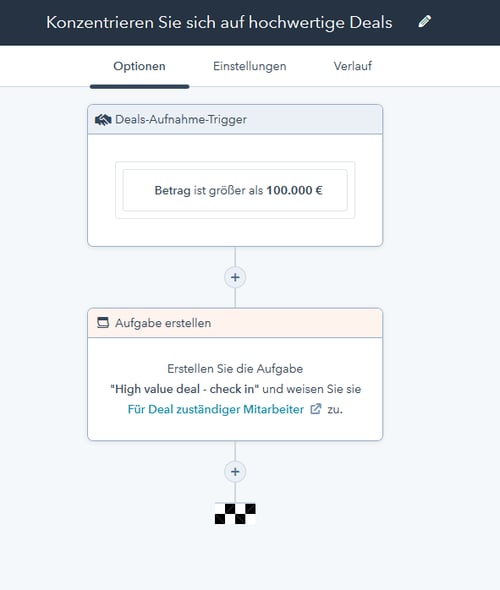 Konzentrieren Sie sich auf hochwertige Deals
Optionen Einstellungen Verlauf
Deals-Aufnahme-Trigger
Betrag ist größer als 100.000 €
Aufgabe erstellen
Erstellen Sie die Aufgabe
"High value deal - check in" und weisen Sie sie
Für Deal zuständiger Mitarbeiter zu.